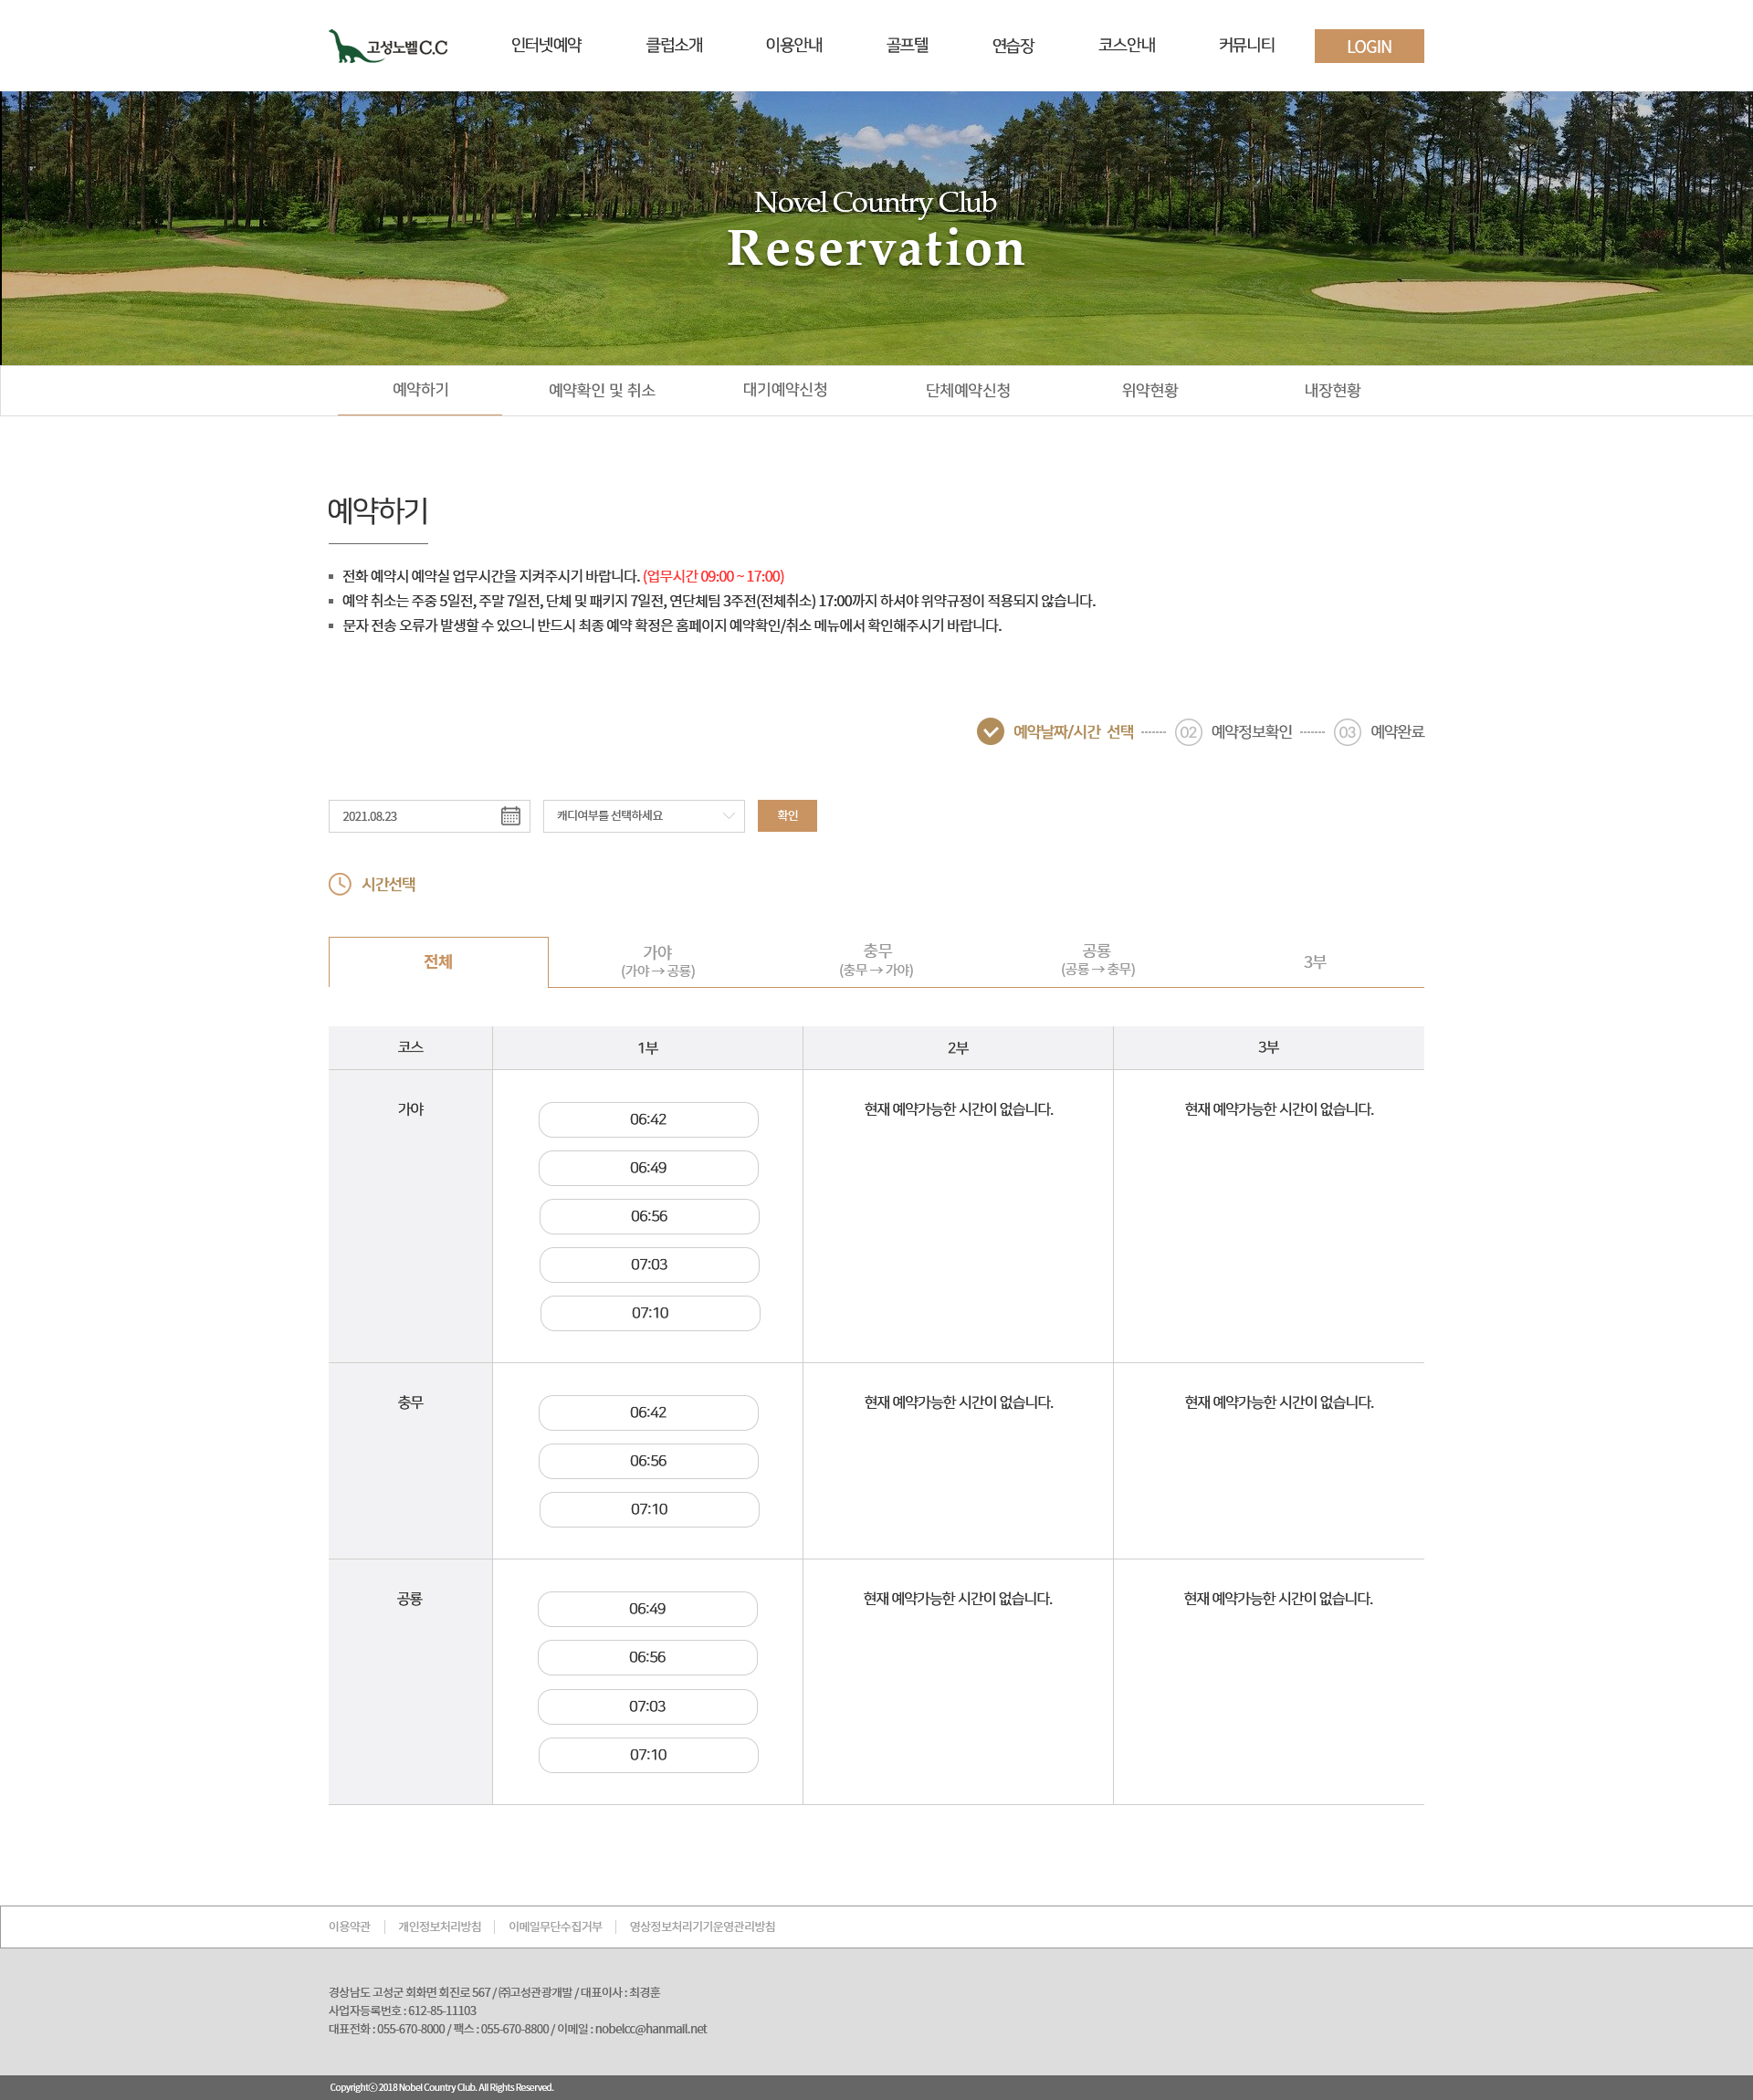 고성노벨C.C
인터넷예약 클럽소개 이용안내 골프텔 연습장 코스안내 커뮤니티 LOGIN
Novel Country Club
Reservation
예약하기 예약확인 및 취소 대기예약신청 단체예약신청 위약현황 내장현황
예약하기
전화 예약시 예약실 업무시간을 지켜주시기 바랍니다. (업무시간 09:00 ~ 17:00)
예약 취소는 주중 5일전, 주말 7일전, 단체 및 패키지 7일전, 연단체팀 3주전(전체취소) 17:00까지 하셔야 위약규정이 적용되지 않습니다.
문자 전송 오류가 발생할 수 있으니 반드시 최종 예약 확정은 홈페이지 예약확인/취소 메뉴에서 확인해주시기 바랍니다.
예약날짜/시간 선택 ------- 02 예약정보확인 ------- 03 예약완료
2021.08.23 캐디여부를 선택하세요 확인
시간선택
전체 가야 충무 공룡 3부
(가야 → 공룡) (충무 → 가야) (공룡 → 충무)
코스 1부 2부 3부
가야 06:42 현재 예약가능한 시간이 없습니다. 현재 예약가능한 시간이 없습니다.
06:49
06:56
07:03
07:10
충무 06:42 현재 예약가능한 시간이 없습니다. 현재 예약가능한 시간이 없습니다.
06:56
07:10
공룡 06:49 현재 예약가능한 시간이 없습니다. 현재 예약가능한 시간이 없습니다.
06:56
07:03
07:10
이용약관 개인정보처리방침 이메일무단수집거부 영상정보처리기기운영관리방침
경상남도 고성군 회화면 회진로 567 / ㈜고성관광개발 / 대표이사 : 최경훈
사업자등록번호 : 612-85-11103
대표전화 : 055-670-8000 / 팩스 : 055-670-8800 / 이메일 : nobelcc@hanmail.net
Copyrightⓒ 2018 Nobel Country Club. All Rights Reserved.